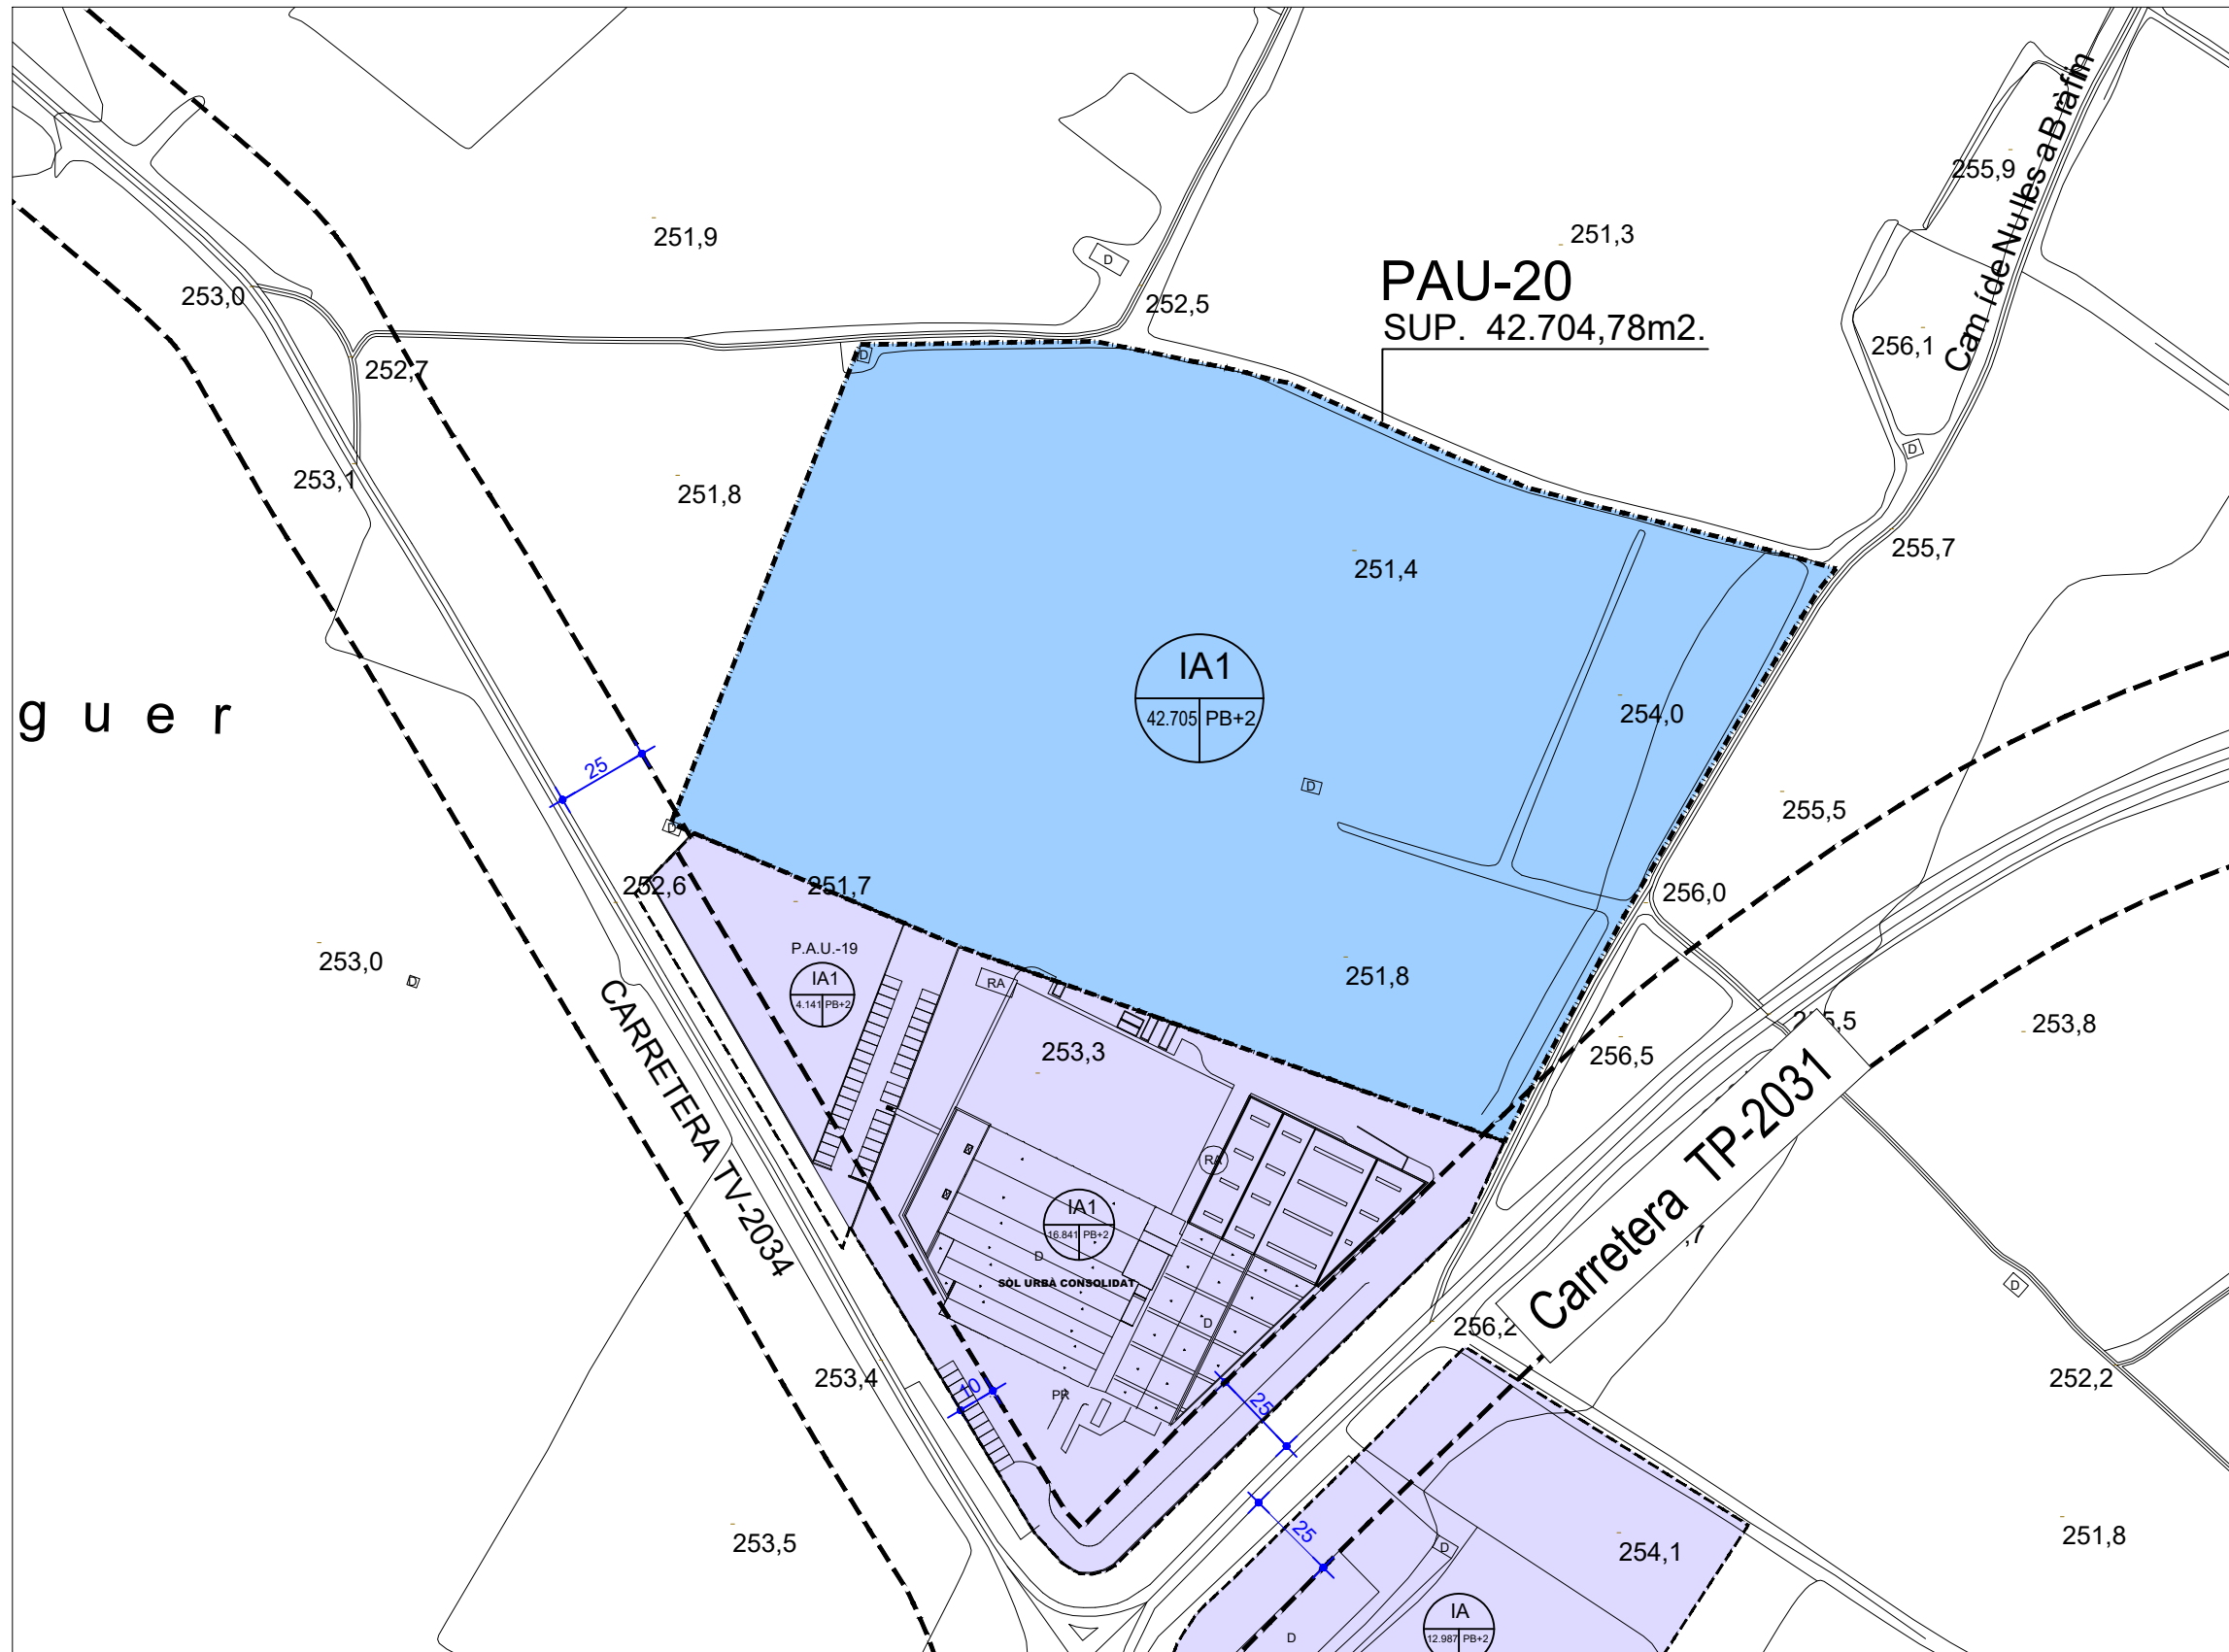 Camí de Nulles a Bràfim
255,9
251,9
251,3
PAU-20
SUP. 42.704,78m2.
253,0
D
252,5
256,1
252,7
D
D
253,1
251,8
255,7
251,4
IA1
42.705 PB+2
254,0
guer
25
D
255,5
D
252,6
251,7
256,0
P.A.U.-19
IA1
4.141 PB+2
253,0
D
RA
251,8
253,3
256,5
253,8
CARRETERA TV-2034
Carretera TP-2031
RA
IA1
16.841 PB+2
D
SÒL URBÀ CONSOLIDAT
D
D
,7
256,2
253,4
10
PR
25
252,2
253,5
25
D
254,1
251,8
IA
12.987 PB+2
D